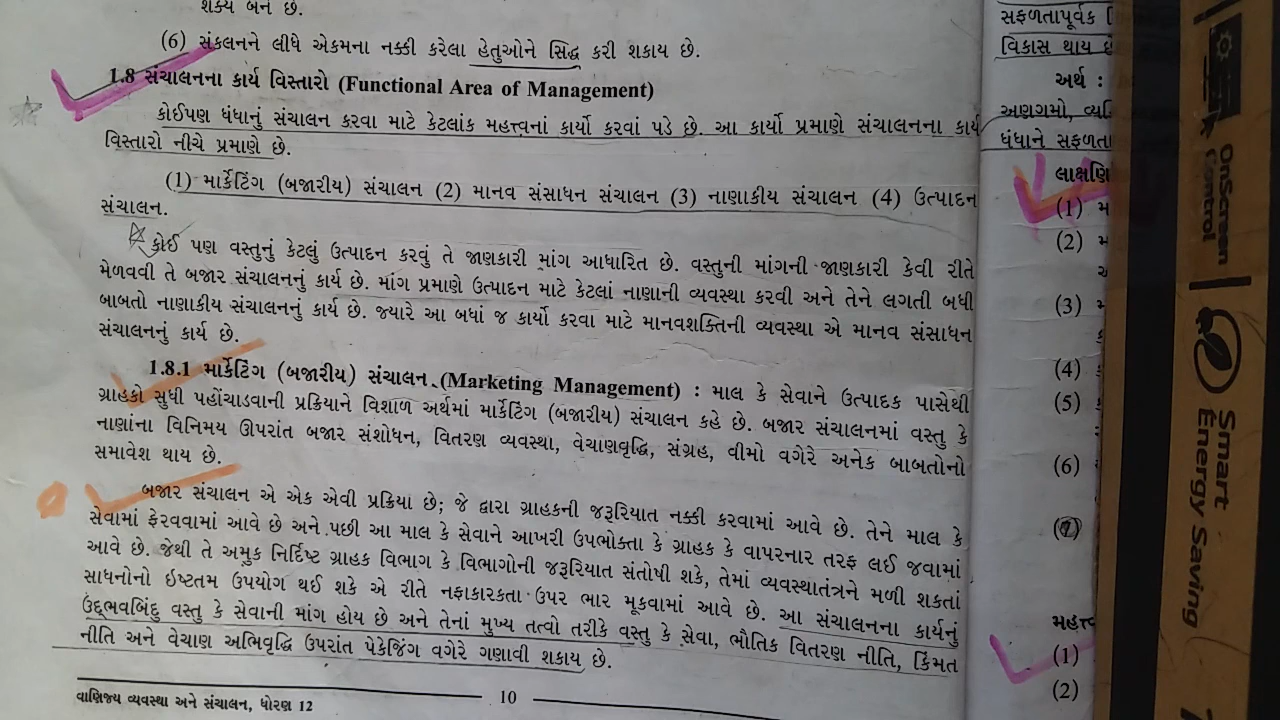 શક્ય બને છે.
(6) સંકલનને લીધે એકમના નક્કી કરેલા હેતુઓને સિદ્ધ કરી શકાય છે.
1.8 સંચાલનના કાર્ય વિસ્તારો (Functional Area of Management)
કોઈપણ ધંધાનું સંચાલન કરવા માટે કેટલાંક મહત્ત્વનાં કાર્યો કરવાં પડે છે. આ કાર્યો પ્રમાણે સંચાલનના કાર્ય
વિસ્તારો નીચે પ્રમાણે છે.
(1) માર્કેટિંગ (બજારીય) સંચાલન (2) માનવ સંસાધન સંચાલન (3) નાણાકીય સંચાલન (4) ઉત્પાદન
સંચાલન.
કોઈ પણ વસ્તુનું કેટલું ઉત્પાદન કરવું તે જાણકારી માંગ આધારિત છે. વસ્તુની માંગની જાણકારી કેવી રીતે
મેળવવી તે બજાર સંચાલનનું કાર્ય છે. માંગ પ્રમાણે ઉત્પાદન માટે કેટલાં નાણાની વ્યવસ્થા કરવી અને તેને લગતી બધી
બાબતો નાણાકીય સંચાલનનું કાર્ય છે. જ્યારે આ બધાં જ કાર્યો કરવા માટે માનવશક્તિની વ્યવસ્થા એ માનવ સંસાધન
સંચાલનનું કાર્ય છે.
1.8.1 માર્કેટિંગ (બજારીય) સંચાલન (Marketing Management) : માલ કે સેવાને ઉત્પાદક પાસેથી
ગ્રાહકો સુધી પહોંચાડવાની પ્રક્રિયાને વિશાળ અર્થમાં માર્કેટિંગ (બજારીય) સંચાલન કહે છે. બજાર સંચાલનમાં વસ્તુ કે
નાણાંના વિનિમય ઊપરાંત બજાર સંશોધન, વિતરણ વ્યવસ્થા, વેચાણવૃદ્ધિ, સંગ્રહ, વીમો વગેરે અનેક બાબતોનો
સમાવેશ થાય છે.
બજાર સંચાલન એ એક એવી પ્રક્રિયા છે; જે દ્વારા ગ્રાહકની જરૂરિયાત નક્કી કરવામાં આવે છે. તેને માલ કે
સેવામાં ફેરવવામાં આવે છે અને પછી આ માલ કે સેવાને આખરી ઉપભોક્તા કે ગ્રાહક કે વાપરનાર તરફ લઈ જવામાં
આવે છે. જેથી તે અમુક નિર્દિષ્ટ ગ્રાહક વિભાગ કે વિભાગોની જરૂરિયાત સંતોષી શકે, તેમાં વ્યવસ્થાતંત્રને મળી શકતાં
સાધનોનો ઇષ્ટતમ ઉપયોગ થઈ શકે એ રીતે નફાકારકતા ઉપર ભાર મૂકવામાં આવે છે. આ સંચાલનના કાર્યનું
ઉદ્દભવબિંદુ વસ્તુ કે સેવાની માંગ હોય છે અને તેનાં મુખ્ય તત્વો તરીકે વસ્તુ કે સેવા, ભૌતિક વિતરણ નીતિ, કિંમત
નીતિ અને વેચાણ અભિવૃદ્ધિ ઉપરાંત પેકેજિંગ વગેરે ગણાવી શકાય છે.
વાણિજ્ય વ્યવસ્થા અને સંચાલન, ધોરણ 12
10
સફળતાપૂર્વક
વિકાસ થાય
અર્થ :
અણગમો,
ધંધાને સફળતા
(1)
(2)
(3)
(4)
(5)
(6)
(7)
(1)
(2)
OnScreen
Control
Smart
Energy Saving